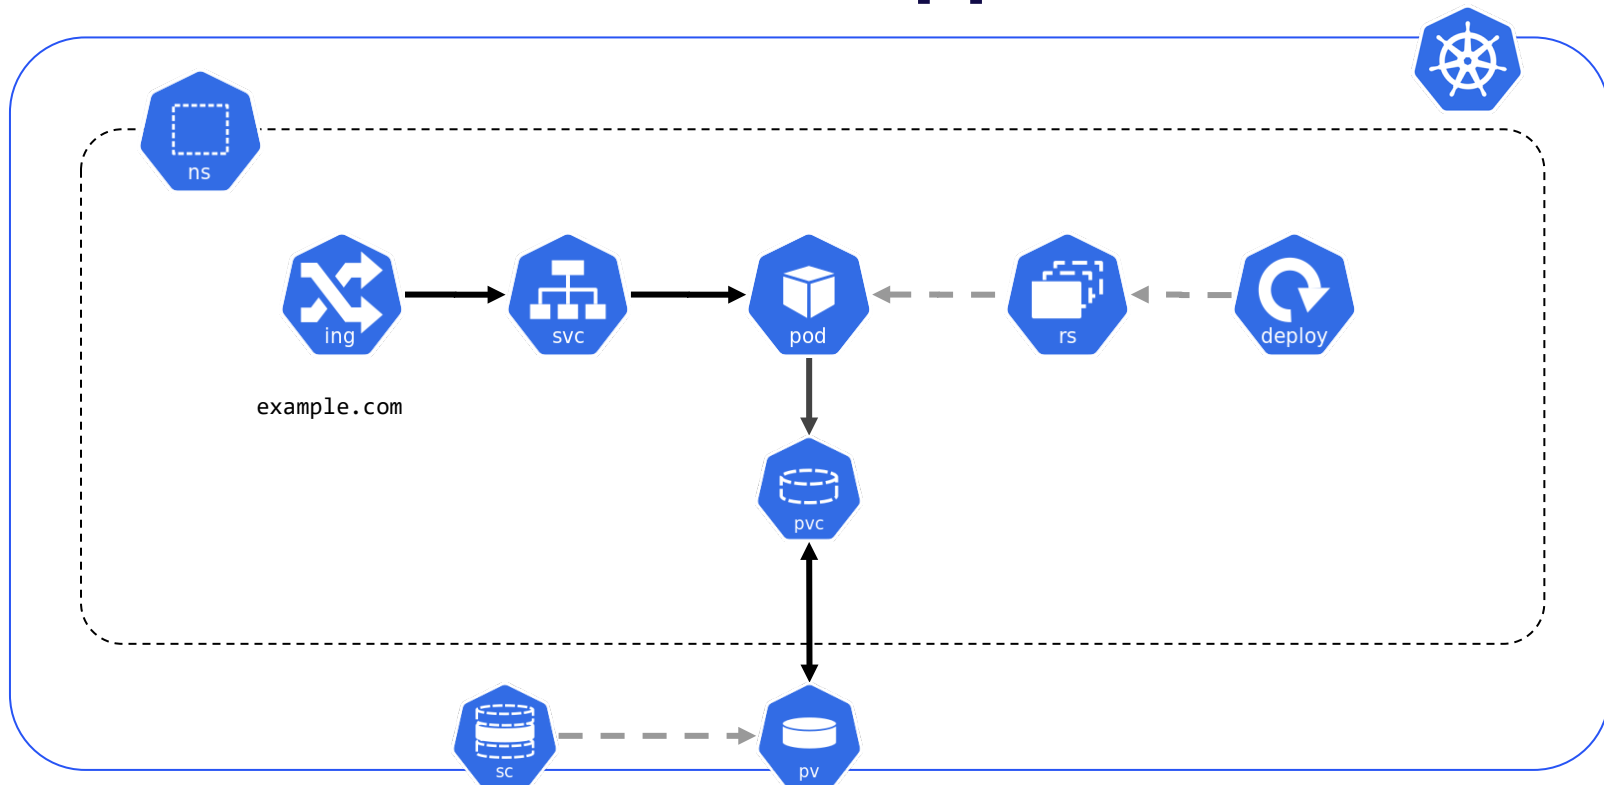 ns
ing
svc
pod
rs
deploy
example.com
pvc
sc
pv